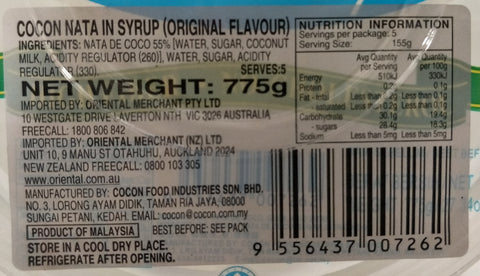 COCON NATA IN SYRUP (ORIGINAL FLAVOUR)
INGREDIENTS: NATA DE COCO 55% [WATER, SUGAR, COCONUT
MILK, ACIDITY REGULATOR (260)], WATER, SUGAR, ACIDITY
REGULATOR (330).
SERVES:5
NET WEIGHT: 775g
IMPORTED BY: ORIENTAL MERCHANT PTY LTD
10 WESTGATE DRIVE LAVERTON NTH VIC 3026 AUSTRALIA
FREECALL: 1800 806 842
IMPORTED BY: ORIENTAL MERCHANT (NZ) LTD
UNIT 10, 9 MANU ST OTAHUHU, AUCKLAND 2024
NEW ZEALAND FREECALL: 0800 103 305
www.oriental.com.au
MANUFACTURED BY: COCON FOOD INDUSTRIES SDN. BHD.
NO. 3, LORONG AYAM DIDIK, TAMAN RIA JAYA, 08000
SUNGAI PETANI, KEDAH. EMAIL: cocon@cocon.com.my
PRODUCT OF MALAYSIA BEST BEFORE: SEE PACK
STORE IN A COOL DRY PLACE.
REFRIGERATE AFTER OPENING.
NUTRITION INFORMATION
Servings per package: 5
Serving Size: 155g
Avg Quantity per Serving Avg Quantity per 100g
Energy 510kJ 330kJ
Protein 0.2g 0.1g
Fat - total Less than 0.1g Less than 0.1g
- saturated Less than 0.2g Less than 0.1g
Carbohydrate 30.1g 19.4g
- sugars 28.4g 18.3g
Sodium Less than 5mg Less than 5mg
9 556437 007262